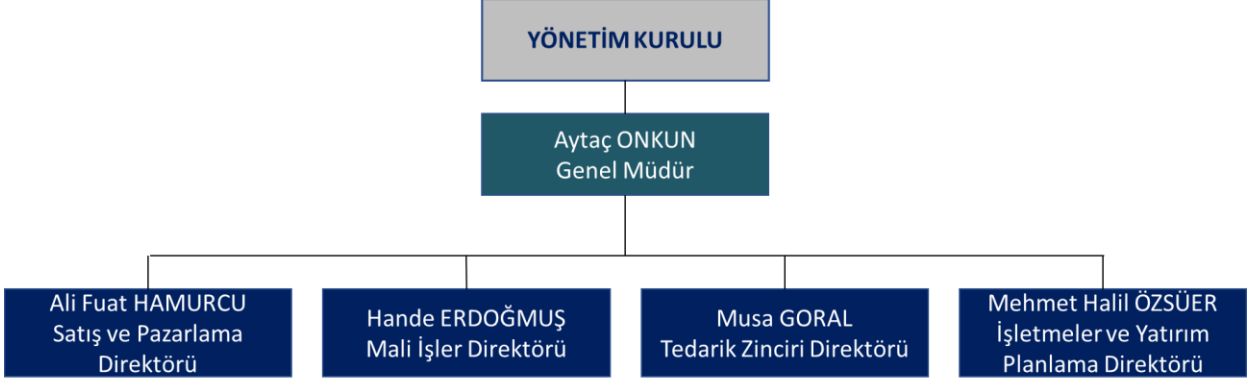 YÖNETİM KURULU
Aytaç ONKUN
Genel Müdür
Ali Fuat HAMURCU
Satış ve Pazarlama
Direktörü
Hande ERDOĞMUŞ
Mali İşler Direktörü
Musa GORAL
Tedarik Zinciri Direktörü
Mehmet Halil ÖZSÜER
İşletmeler ve Yatırım
Planlama Direktörü